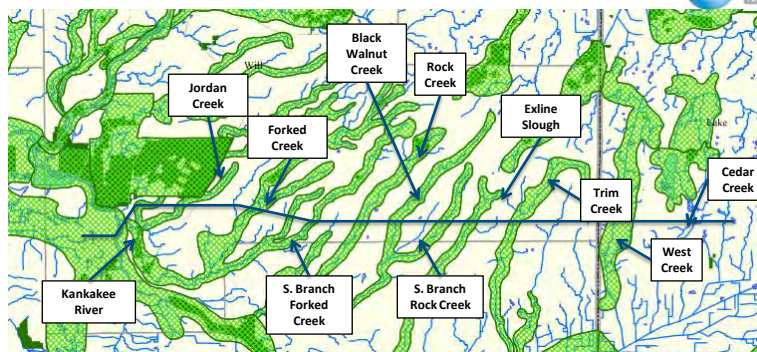 Black
Walnut
Creek
Rock
Creek
Will
Jordan
Creek
Exline
Slough
Forked
Creek
Lake
Cedar
Creek
Trim
Creek
West
Creek
Kankakee
River
S. Branch
Forked
Creek
S. Branch
Rock Creek